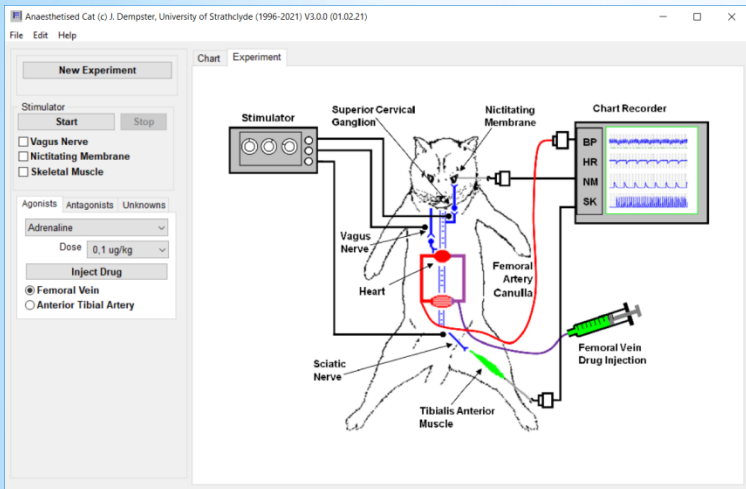 Anaesthetised Cat (c) J. Dempster, University of Strathclyde (1996-2021) V3.0.0 (01.02.21)
File Edit Help
New Experiment
Stimulator
Start Stop
Vagus Nerve
Nictitating Membrane
Skeletal Muscle
Agonists Antagonists Unknowns
Adrenaline
Dose 0,1 ug/kg
Inject Drug
Femoral Vein
Anterior Tibial Artery
Chart Experiment
Stimulator
Superior Cervical
Ganglion
Nictitating
Membrane
Chart Recorder
BP
HR
NM
SK
Vagus
Nerve
Heart
Femoral
Artery
Canulla
Sciatic
Nerve
Tibialis Anterior
Muscle
Femoral Vein
Drug Injection